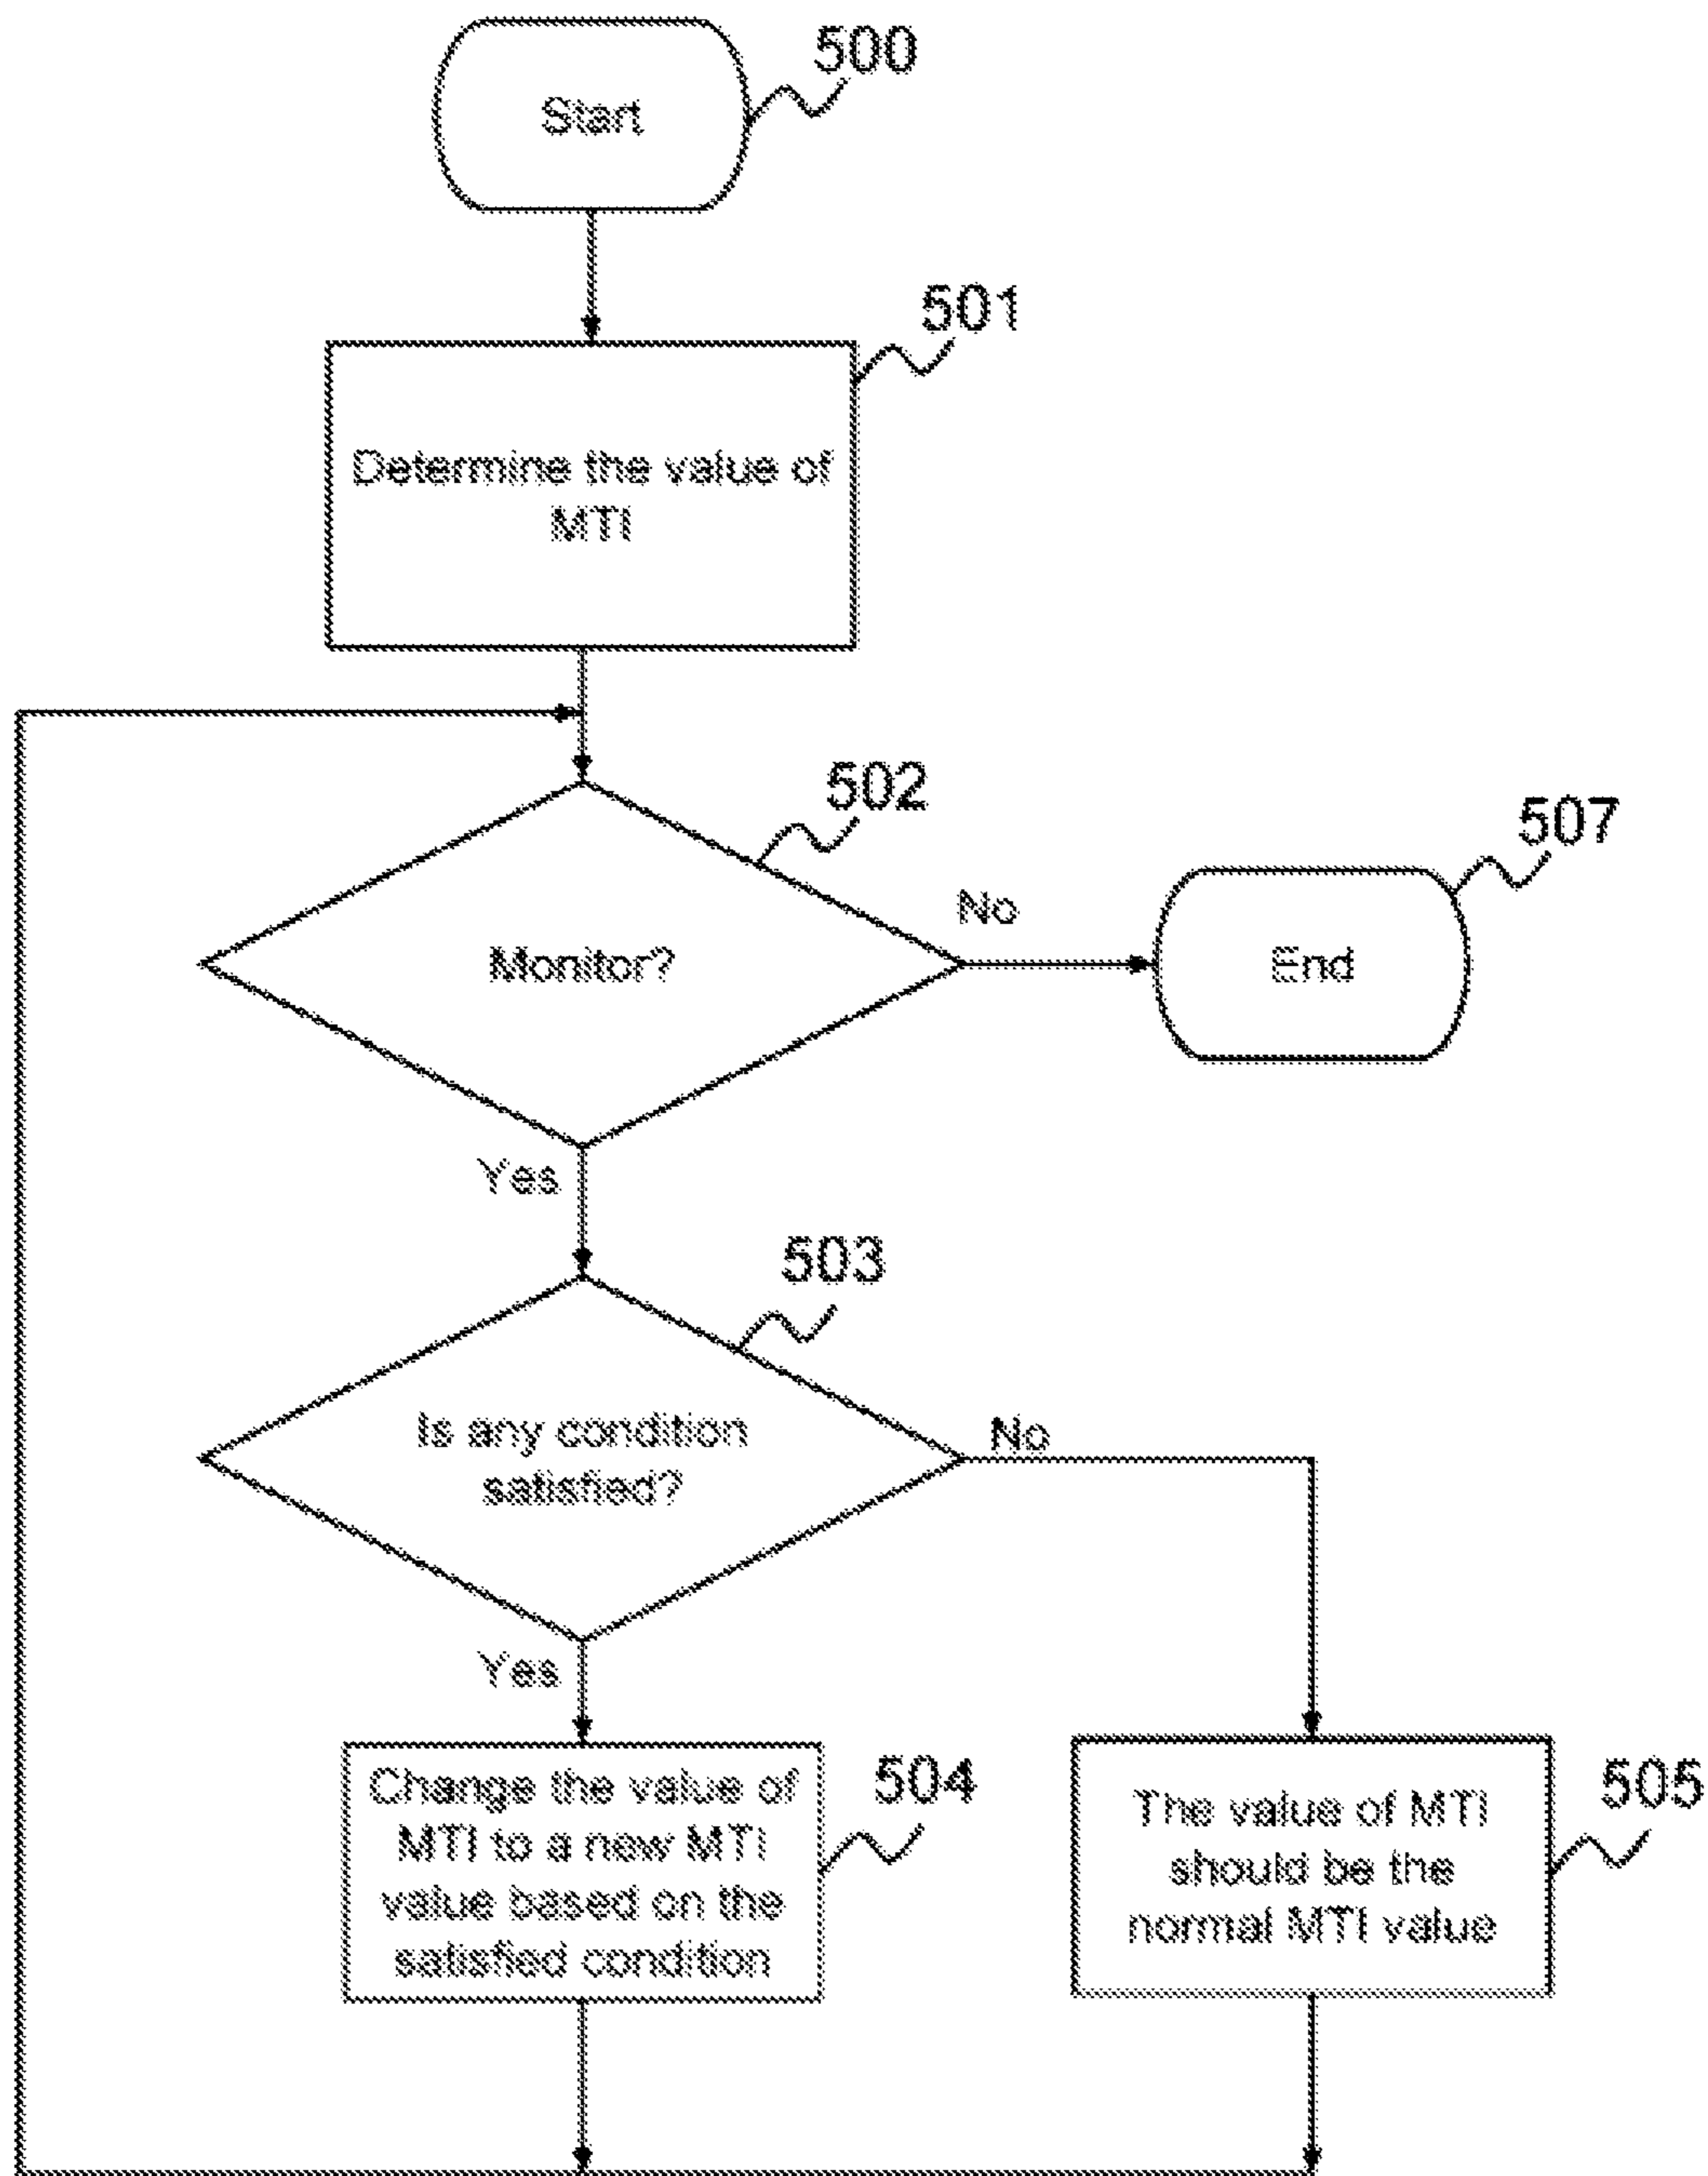 500
Start
501
Determine the value of
MTI
502
507
No
Monitor?
End
Yes
503
Is any condition
satisfied?
No
Yes
504
Change the value of
MTI to a new MTI
value based on the
satisfied condition
505
The value of MTI
should be the
normal MTI value